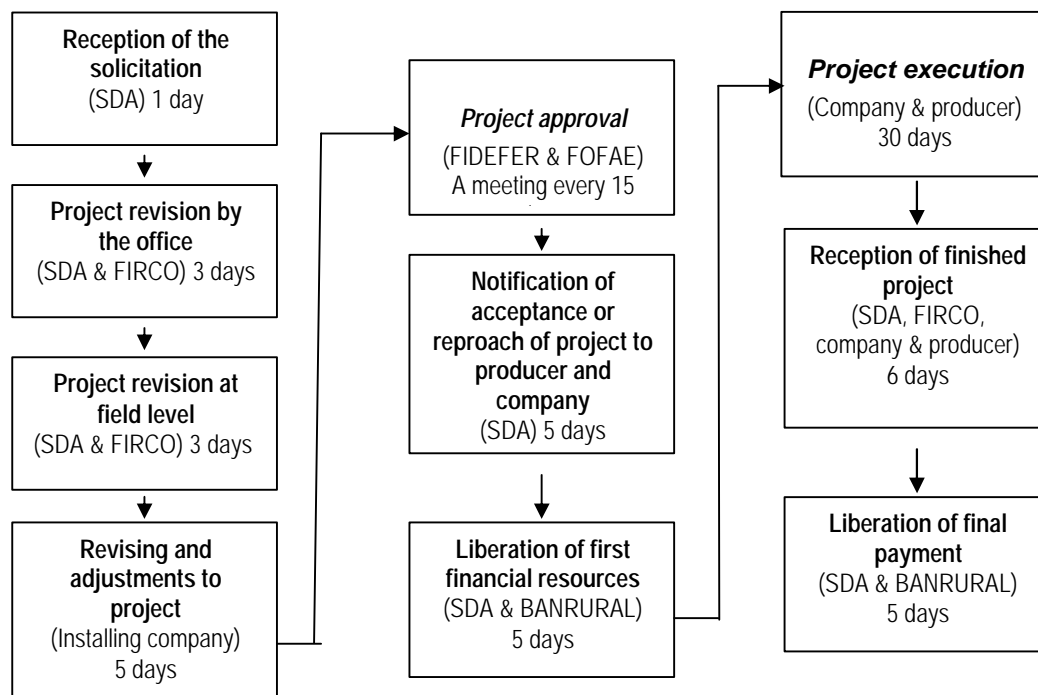 Reception of the
solicitation
(SDA) 1 day
Project revision by
the office
(SDA & FIRCO) 3 days
Project revision at
field level
(SDA & FIRCO) 3 days
Revising and
adjustments to
project
(Installing company)
5 days
Project approval
(FIDEFER & FOFAE)
A meeting every 15
Notification of
acceptance or
reproach of project to
producer and
company
(SDA) 5 days
Liberation of first
financial resources
(SDA & BANRURAL)
5 days
Project execution
(Company & producer)
30 days
Reception of finished
project
(SDA, FIRCO,
company & producer)
6 days
Liberation of final
payment
(SDA & BANRURAL)
5 days